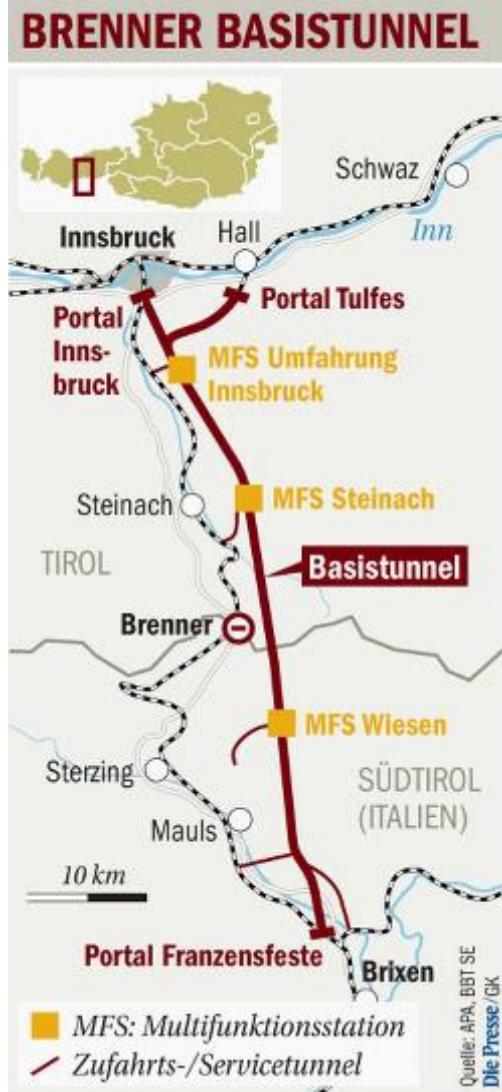 BRENNER BASISTUNNEL
Schwaz
Inn
Hall
Innsbruck
Portal Tulfes
Portal
Inns-
bruck
MFS Umfahrung
Innsbruck
Steinach
MFS Steinach
TIROL
Basistunnel
Brenner
MFS Wiesen
Sterzing
SÜDTIROL
(ITALIEN)
Mauls
10 km
Portal Franzensfeste
Brixen
MFS: Multifunktionsstation
Zufahrts-/Servicetunnel
Quelle: APA, BBT SE
Die Presse/GK